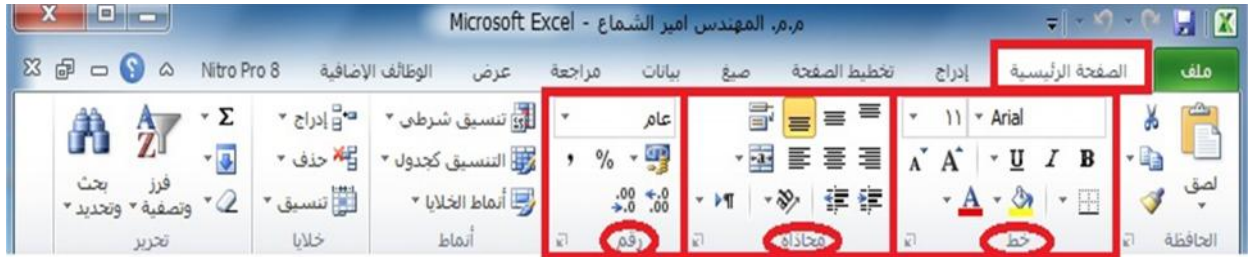 م.م. المهندس امير الشماع - Microsoft Excel
ملف الصفحة الرئيسية إدراج تخطيط الصفحة صيغ بيانات مراجعة عرض الوظائف الإضافية Nitro Pro 8
لصق
الحافظة
Arial ١١
B I U
A A
A
خط
محاذاة
عام
%
رقم
تنسيق شرطي
التنسيق كجدول
أنماط الخلايا
أنماط
إدراج
حذف
تنسيق
خلايا
Σ
فرز وتصفية
بحث وتحديد
تحرير